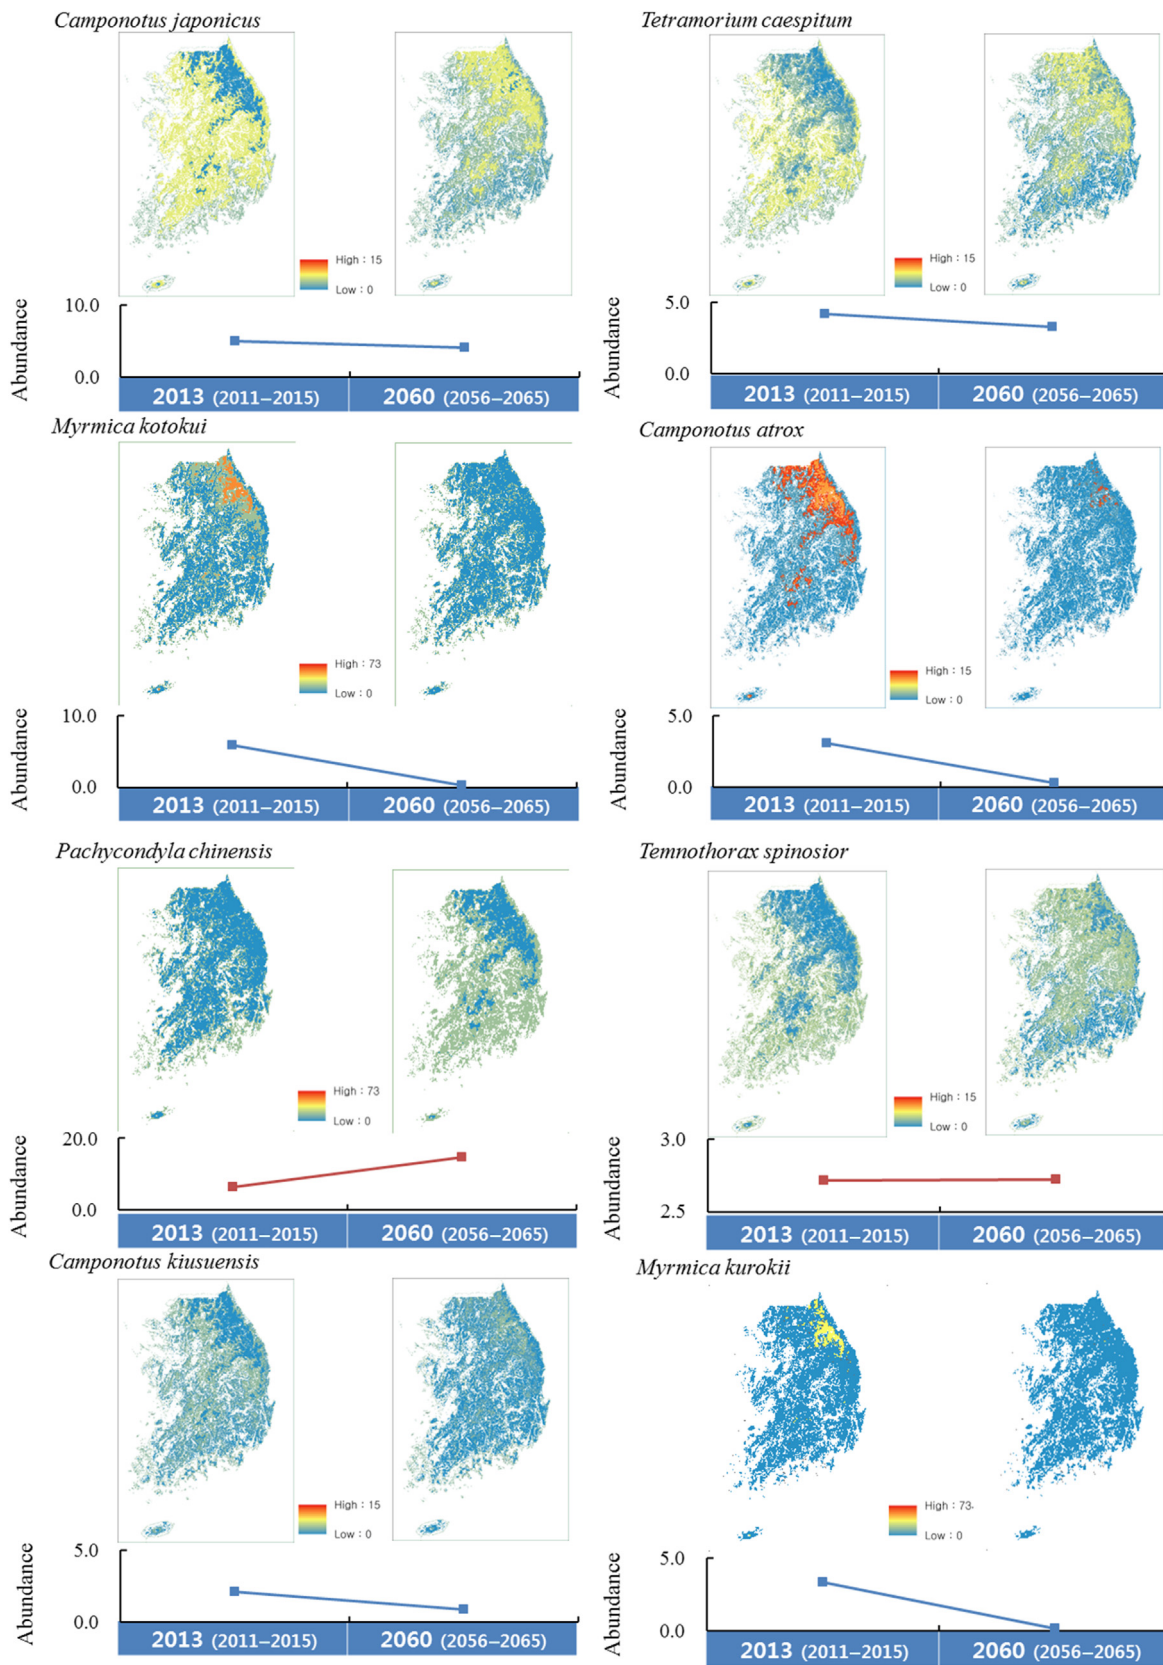 Camponotus japonicus
High : 15
Low : 0
Abundance
10.0
0.0
2013 (2011–2015)
2060 (2056–2065)
Tetramorium caespitum
High : 15
Low : 0
Abundance
5.0
0.0
2013 (2011–2015)
2060 (2056–2065)
Myrmica kotokui
High : 73
Low : 0
Abundance
10.0
0.0
2013 (2011–2015)
2060 (2056–2065)
Camponotus atrox
High : 15
Low : 0
Abundance
5.0
0.0
2013 (2011–2015)
2060 (2056–2065)
Pachycondyla chinensis
High : 73
Low : 0
Abundance
20.0
0.0
2013 (2011–2015)
2060 (2056–2065)
Temnothorax spinosior
High : 15
Low : 0
Abundance
3.0
2.5
2013 (2011–2015)
2060 (2056–2065)
Camponotus kiusuensis
High : 15
Low : 0
Abundance
5.0
0.0
2013 (2011–2015)
2060 (2056–2065)
Myrmica kurokii
High : 73
Low : 0
Abundance
5.0
0.0
2013 (2011–2015)
2060 (2056–2065)